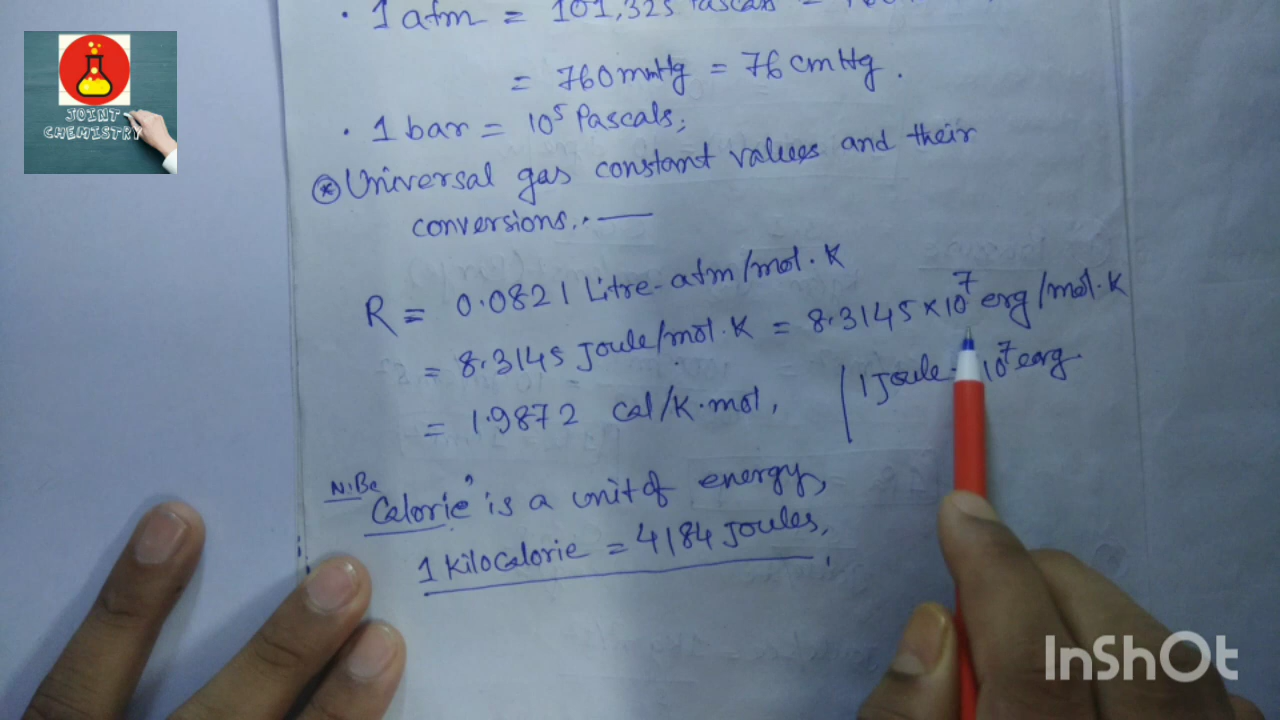 · 1 atm = 101,325 Pascals =
= 760 mmHg = 76 cmHg.
JOINT
CHEMISTRY
· 1 bar = 10⁵ Pascals;
* Universal gas constant values and their
conversions. —
R = 0.0821 Litre-atm/mol·K
= 8.3145 Joule/mol·K = 8.3145×10⁷ erg/mol·K
= 1.9872 Cal/K·mol, / 1 Joule = 10⁷ erg
Calorie' is a unit of energy,
1 Kilocalorie = 4184 Joules,
InShOt